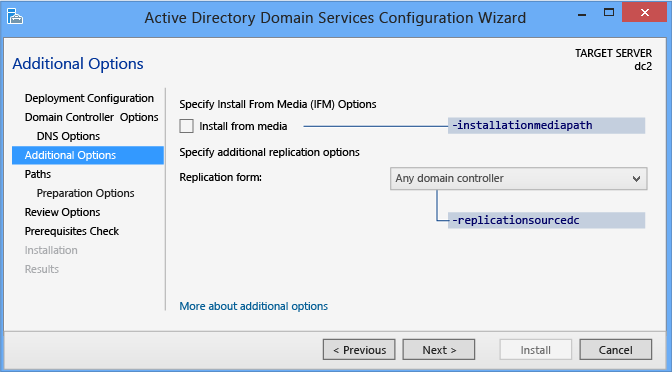 Active Directory Domain Services Configuration Wizard
Additional Options
TARGET SERVER
dc2
Deployment Configuration
Domain Controller Options
DNS Options
Additional Options
Paths
Preparation Options
Review Options
Prerequisites Check
Installation
Results
Specify Install From Media (IFM) Options
Install from media
-installationmediapath
Specify additional replication options
Replication form:
Any domain controller
-replicationsourcedc
More about additional options
< Previous
Next >
Install
Cancel